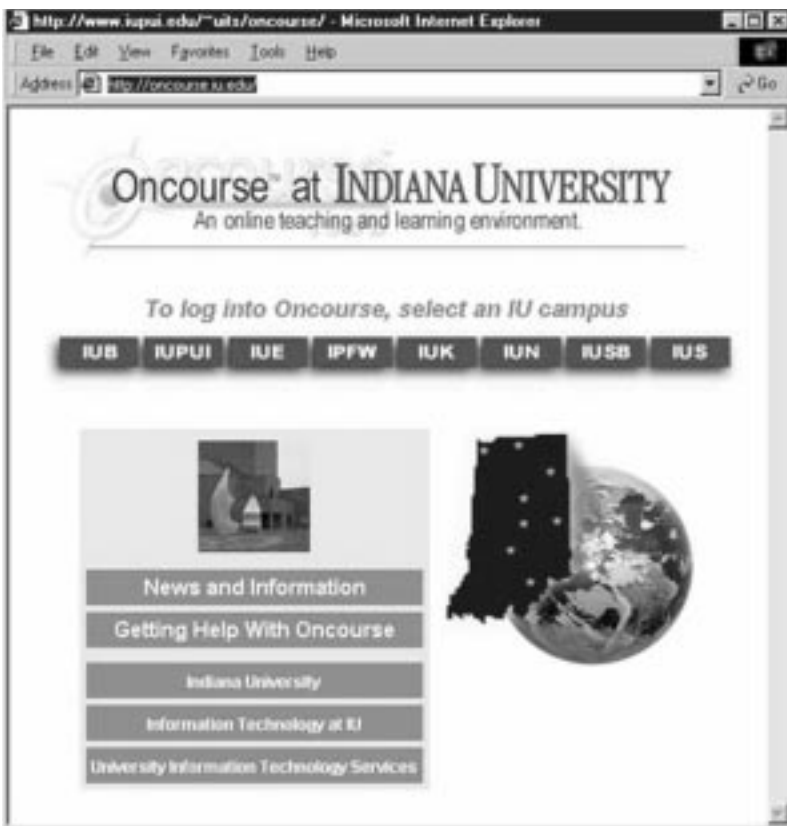 http://www.iupui.edu/~uits/oncourse/ - Microsoft Internet Explorer
File Edit View Favorites Tools Help
Address http://oncourse.iu.edu/ Go
Oncourse™ at INDIANA UNIVERSITY
An online teaching and learning environment.
To log into Oncourse, select an IU campus
IUB IUPUI IUE IPFW IUK IUN IUSB IUS
News and Information
Getting Help With Oncourse
Indiana University
Information Technology at IU
University Information Technology Services